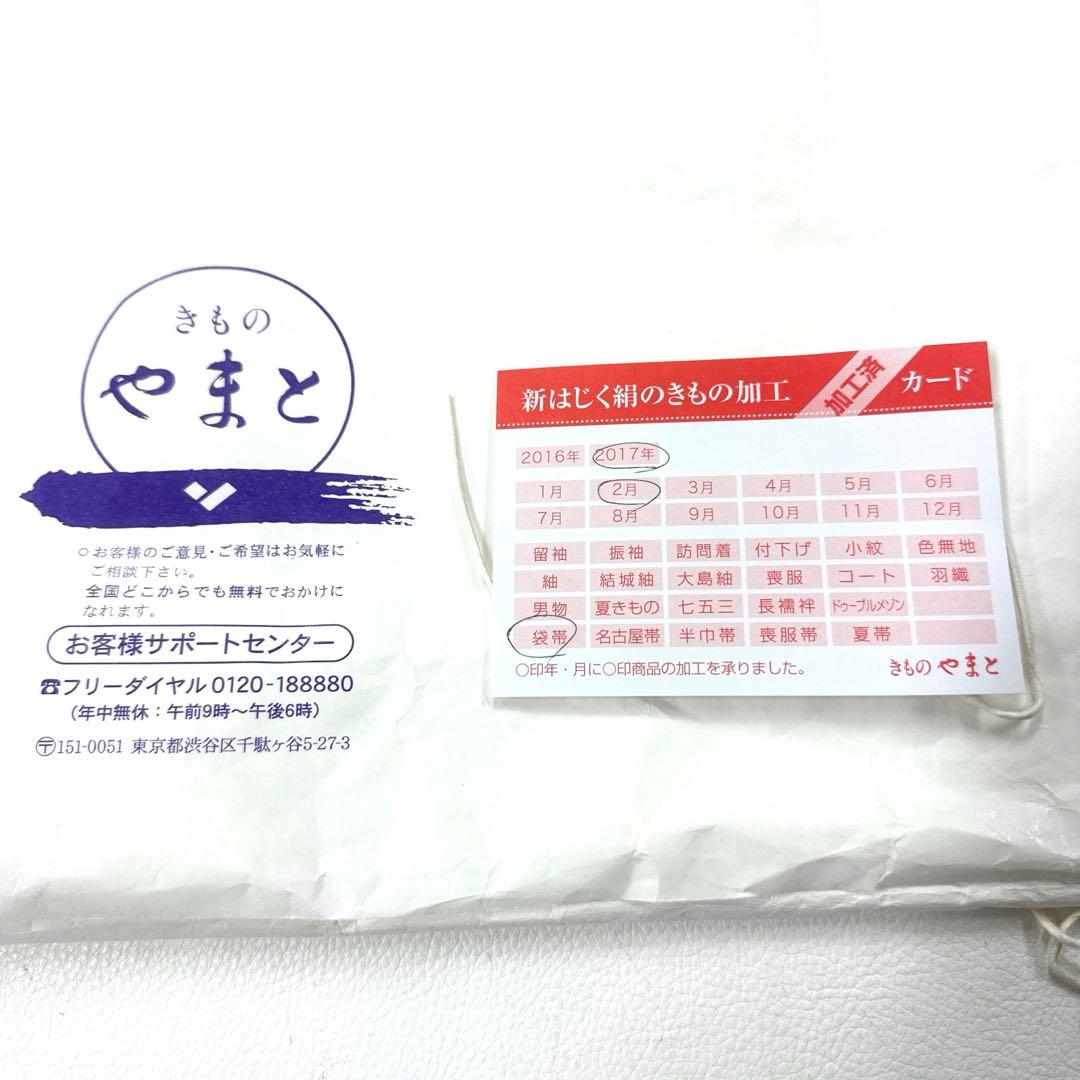 きもの
やまと
○お客様のご意見・ご希望はお気軽に
ご相談下さい。
全国どこからでも無料でおかけに
なれます。
お客様サポートセンター
☎フリーダイヤル 0120-188880
(年中無休：午前9時〜午後6時)
〒151-0051 東京都渋谷区千駄ヶ谷5-27-3
新はじく絹のきもの加工 加工済 カード
2016年 2017年
1月 2月 3月 4月 5月 6月
7月 8月 9月 10月 11月 12月
留袖 振袖 訪問着 付下げ 小紋 色無地
紬 結城紬 大島紬 喪服 コート 羽織
男物 夏きもの 七五三 長襦袢 ドゥーブルメゾン
袋帯 名古屋帯 半巾帯 喪服帯 夏帯
○印年・月に○印商品の加工を承りました。
きもの やまと